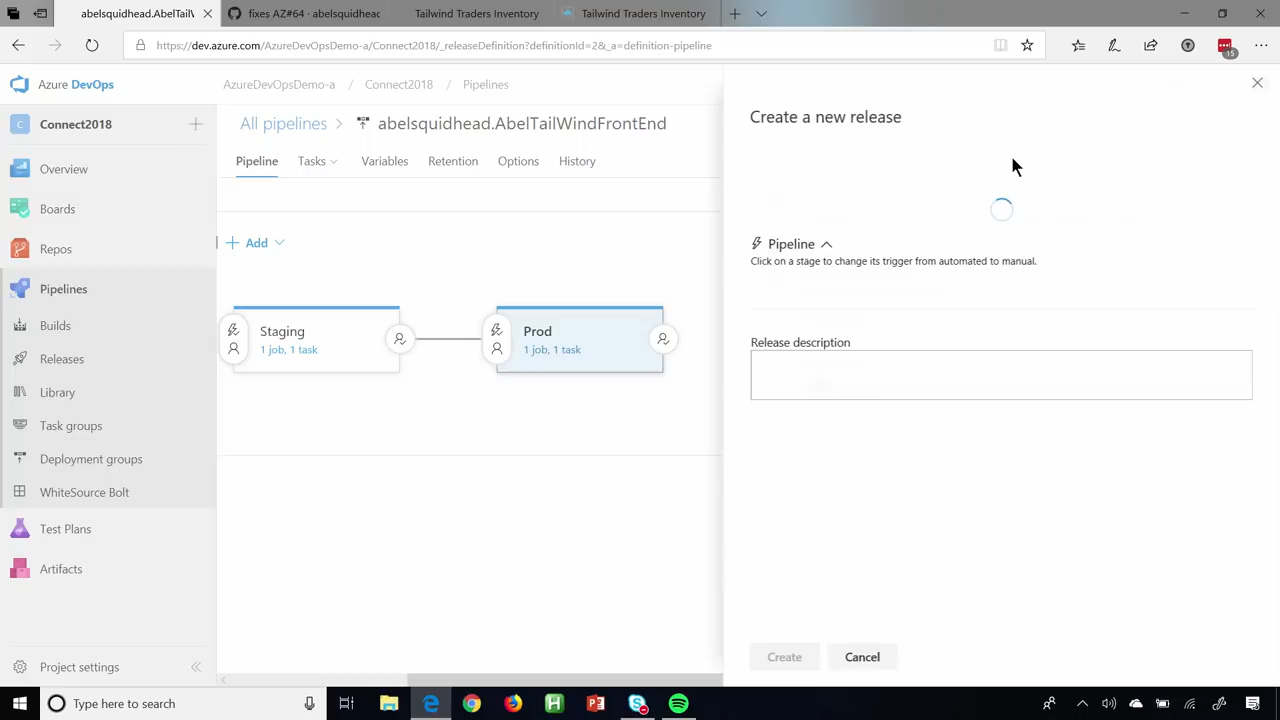 abelsquidhead.AbelTailW
fixes AZ#64 - abelsquidhead
Tailwind Traders Inventory
Tailwind Traders Inventory
https://dev.azure.com/AzureDevOpsDemo-a/Connect2018/_releaseDefinition?definitionId=2&_a=definition-pipeline
15
Azure DevOps
AzureDevOpsDemo-a / Connect2018 / Pipelines
C Connect2018
All pipelines > abelsquidhead.AbelTailWindFrontEnd
Create a new release
Pipeline Tasks Variables Retention Options History
Overview
Boards
Repos
Pipelines
Builds
Releases
Library
Task groups
Deployment groups
WhiteSource Bolt
Test Plans
Artifacts
Project settings
Add
Staging
1 job, 1 task
Prod
1 job, 1 task
Pipeline
Click on a stage to change its trigger from automated to manual.
Release description
Create Cancel
Type here to search